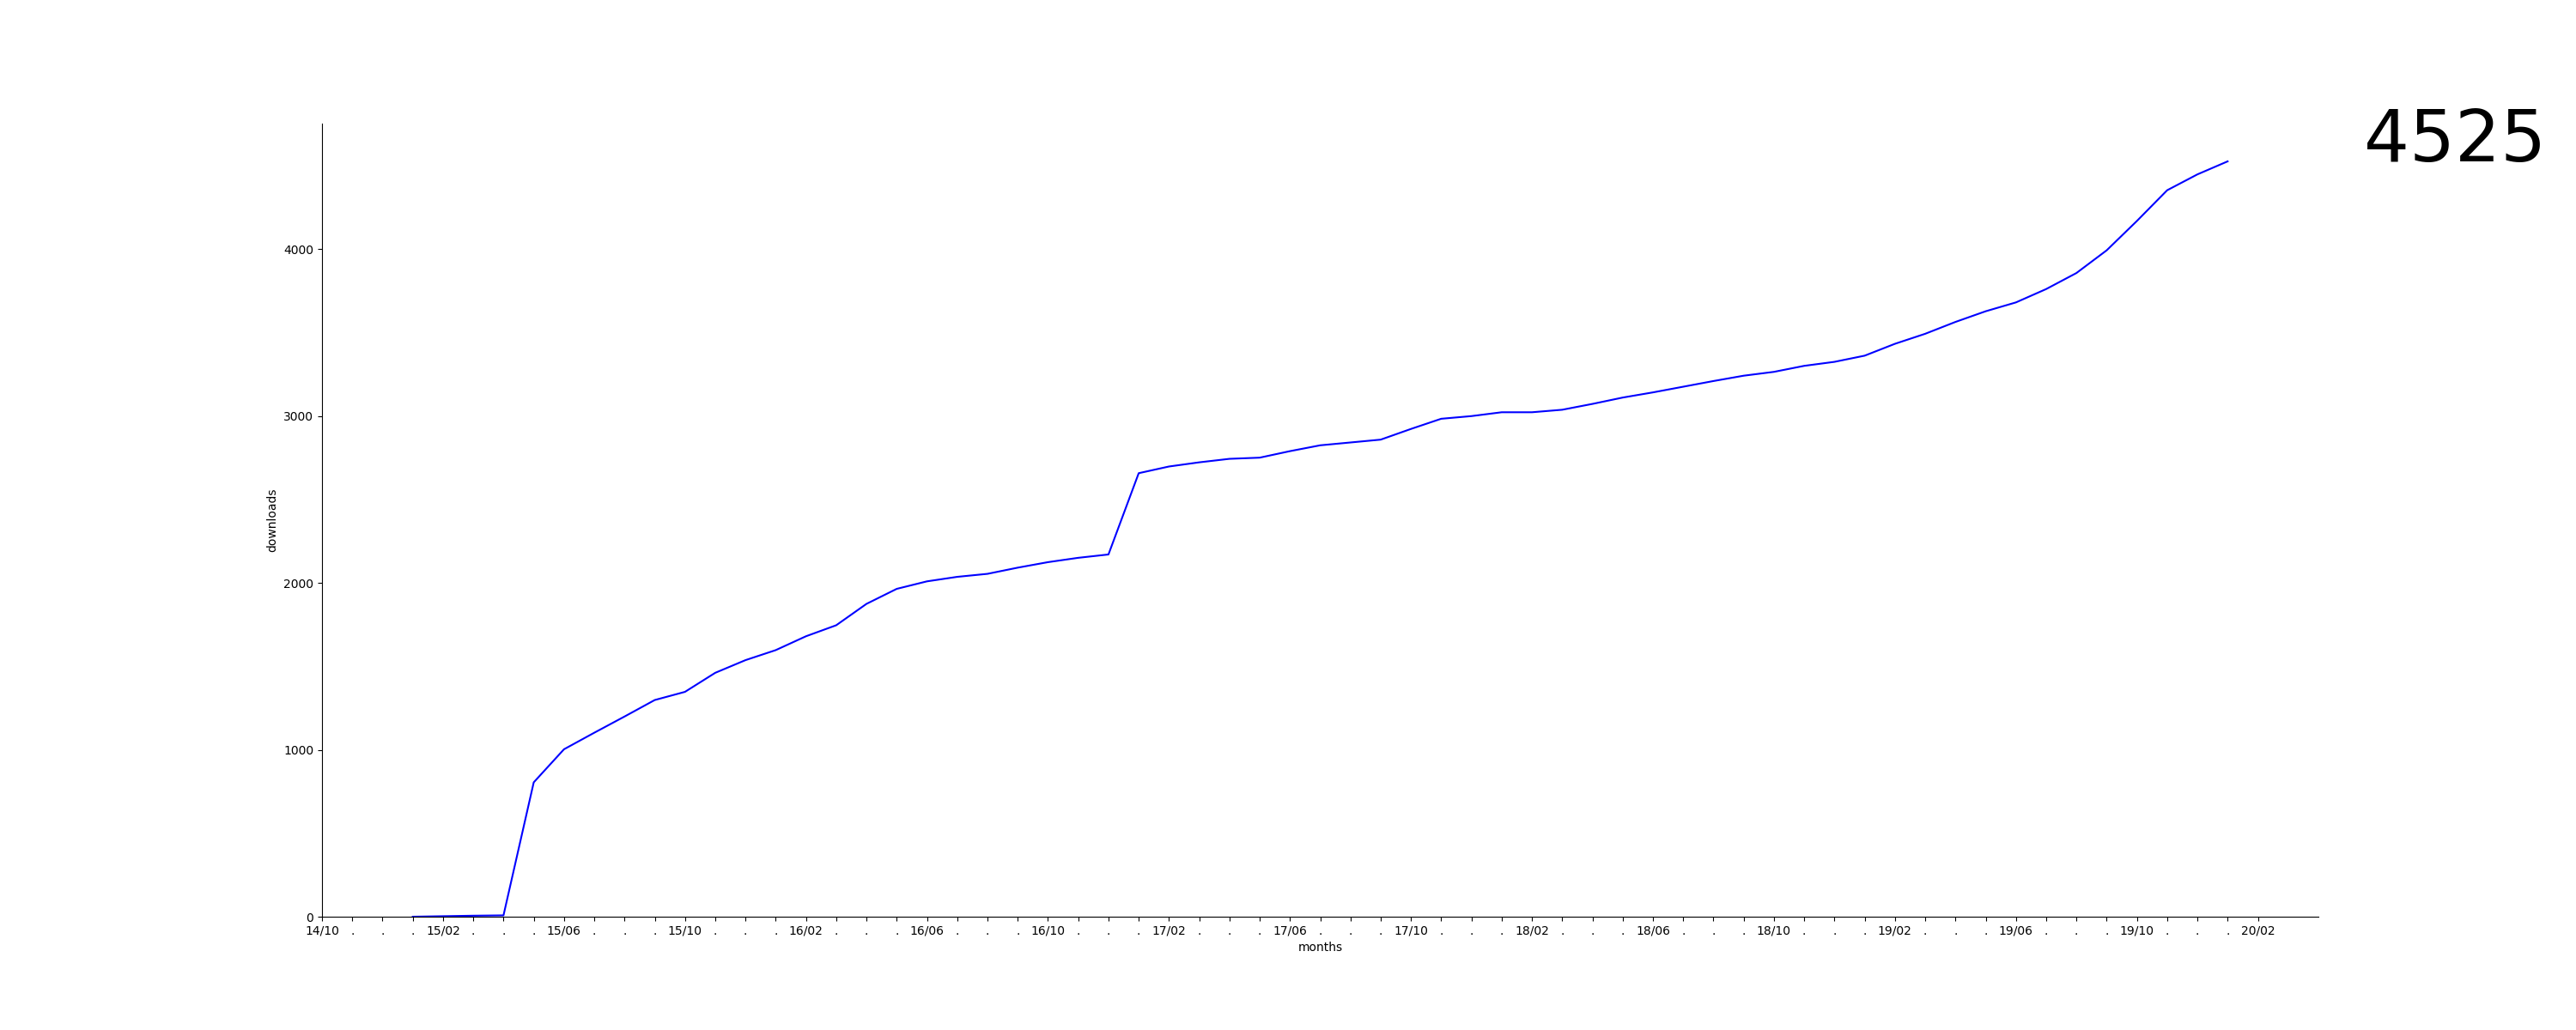 4525
4000
3000
downloads
2000
1000
0
14/10 . . . 15/02 . . . 15/06 . . . 15/10 . . . 16/02 . . . 16/06 . . . 16/10 . . . 17/02 . . . 17/06 . . . 17/10 . . . 18/02 . . . 18/06 . . . 18/10 . . . 19/02 . . . 19/06 . . . 19/10 . . . 20/02
months